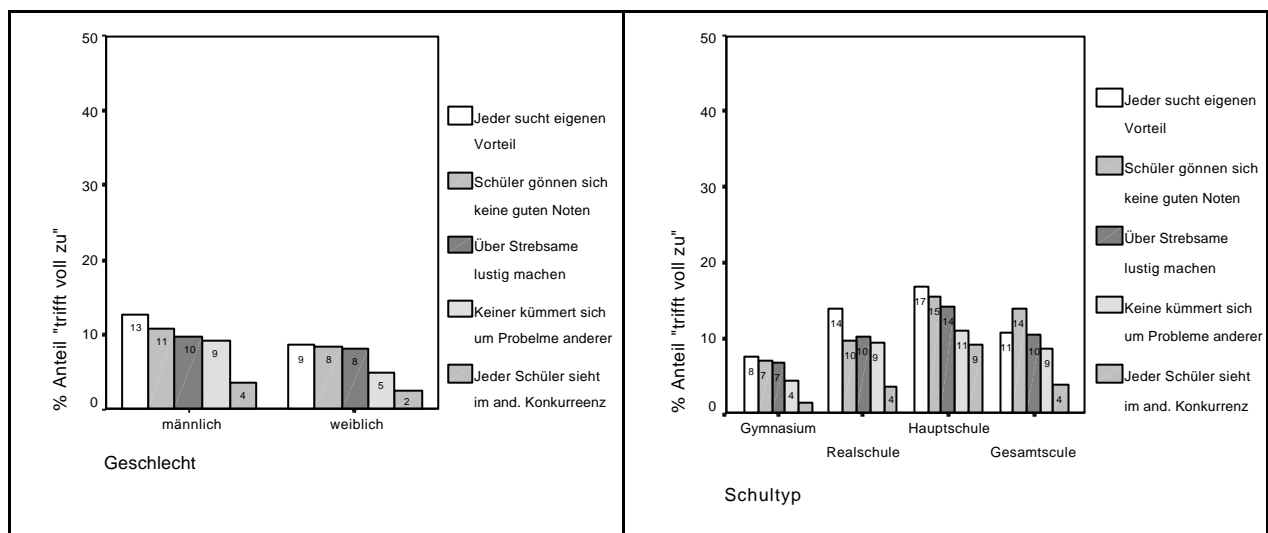 50
40
30
20
10
0
% Anteil "trifft voll zu"
13
11
10
9
4
9
8
8
5
2
männlich
weiblich
Geschlecht
Jeder sucht eigenen
Vorteil
Schüler gönnen sich
keine guten Noten
Über Strebsame
lustig machen
Keiner kümmert sich
um Probelme anderer
Jeder Schüler sieht
im and. Konkurreenz
50
40
30
20
10
0
% Anteil "trifft voll zu"
8
7
7
4
14
10
10
9
4
17
15
14
11
9
11
14
10
9
4
Gymnasium
Realschule
Hauptschule
Gesamtscule
Schultyp
Jeder sucht eigenen
Vorteil
Schüler gönnen sich
keine guten Noten
Über Strebsame
lustig machen
Keine kümmert sich
um Probleme anderer
Jeder Schüler sieht
im and. Konkurrenz